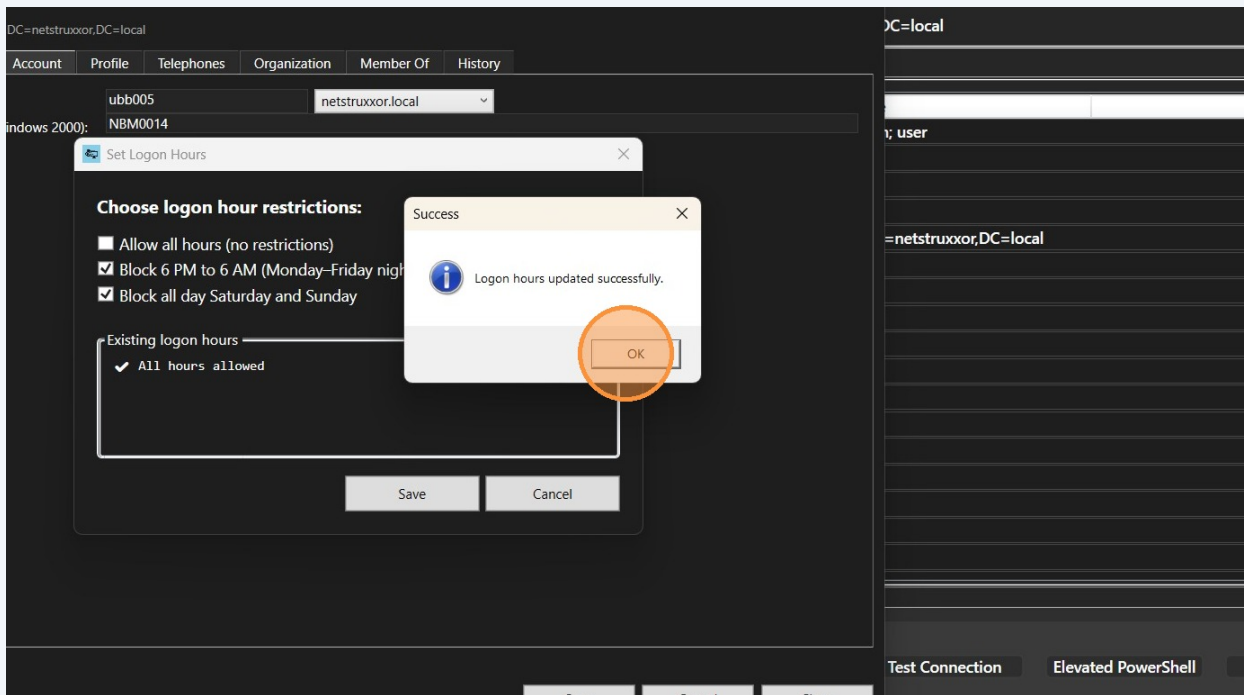 DC=netstruxxor,DC=local
DC=local
Account Profile Telephones Organization Member Of History
ubb005 netstruxxor.local
indows 2000): NBM0014
n; user
Set Logon Hours
Choose logon hour restrictions:
Success
Allow all hours (no restrictions)
Block 6 PM to 6 AM (Monday–Friday nigh
Logon hours updated successfully.
Block all day Saturday and Sunday
=netstruxxor,DC=local
Existing logon hours
OK
All hours allowed
Save Cancel
Test Connection Elevated PowerShell